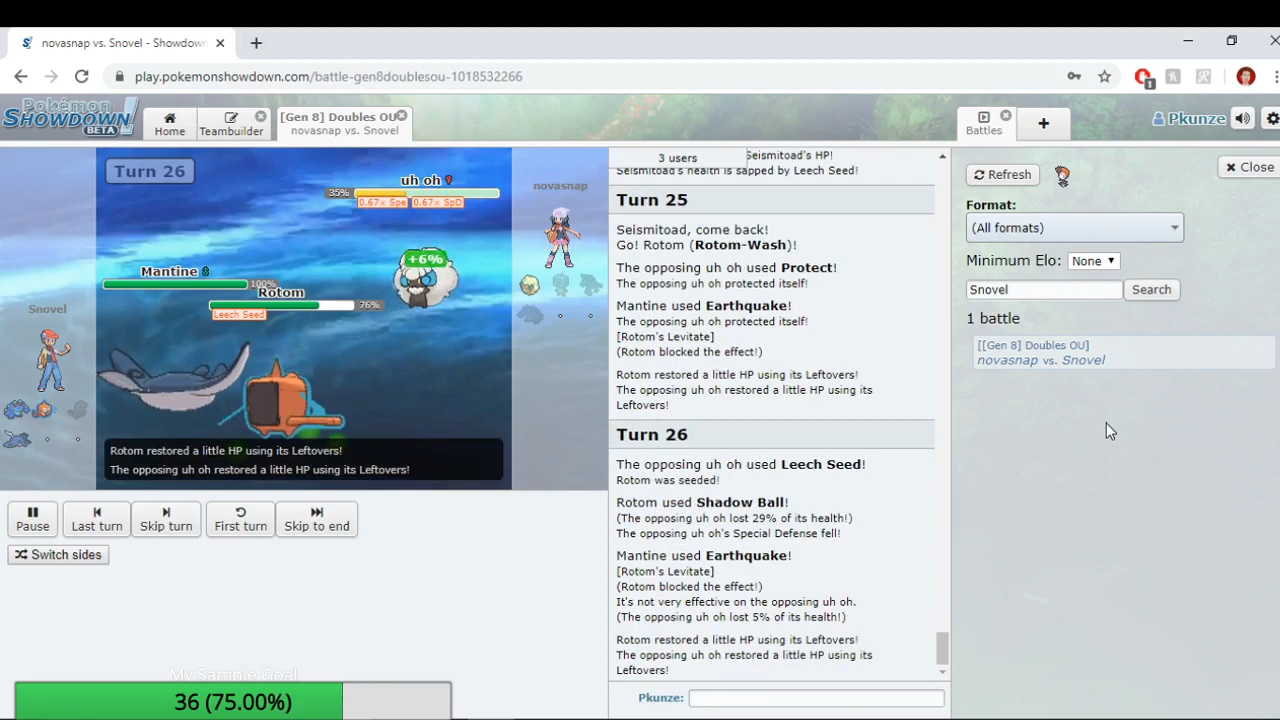 novasnap vs. Snovel - Showdown
play.pokemonshowdown.com/battle-gen8doublesou-1018532266
1
Pokémon
SHOWDOWN!
BETA
Home
Teambuilder
[Gen 8] Doubles OU
novasnap vs. Snovel
Battles
Pkunze
Turn 26
uh oh
35%
0.67× Spe 0.67× SpD
+6%
Mantine
100%
Rotom
76%
Leech Seed
Snovel
novasnap
Rotom restored a little HP using its Leftovers!
The opposing uh oh restored a little HP using its Leftovers!
Pause
Last turn
Skip turn
First turn
Skip to end
Switch sides
My Sample Goal
36 (75.00%)
3 users
Seismitoad's HP!
Seismitoad's health is sapped by Leech Seed!
Turn 25
Seismitoad, come back!
Go! Rotom (Rotom-Wash)!
The opposing uh oh used Protect!
The opposing uh oh protected itself!
Mantine used Earthquake!
The opposing uh oh protected itself!
[Rotom's Levitate]
(Rotom blocked the effect!)
Rotom restored a little HP using its Leftovers!
The opposing uh oh restored a little HP using its
Leftovers!
Turn 26
The opposing uh oh used Leech Seed!
Rotom was seeded!
Rotom used Shadow Ball!
(The opposing uh oh lost 29% of its health!)
The opposing uh oh's Special Defense fell!
Mantine used Earthquake!
[Rotom's Levitate]
(Rotom blocked the effect!)
It's not very effective on the opposing uh oh.
(The opposing uh oh lost 5% of its health!)
Rotom restored a little HP using its Leftovers!
The opposing uh oh restored a little HP using its
Leftovers!
Pkunze:
Refresh
Close
Format:
(All formats)
Minimum Elo: None
Snovel
Search
1 battle
[[Gen 8] Doubles OU]
novasnap vs. Snovel